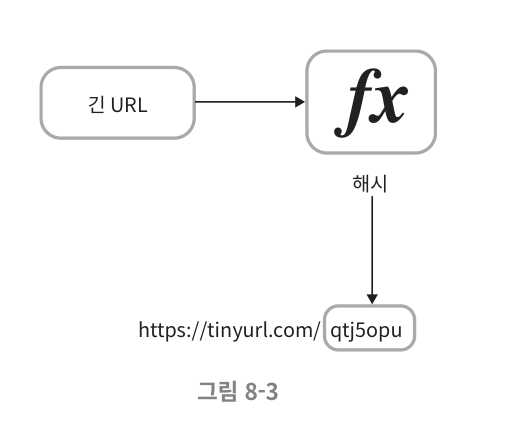 긴 URL
fx
해시
https://tinyurl.com/ qtj5opu
그림 8-3